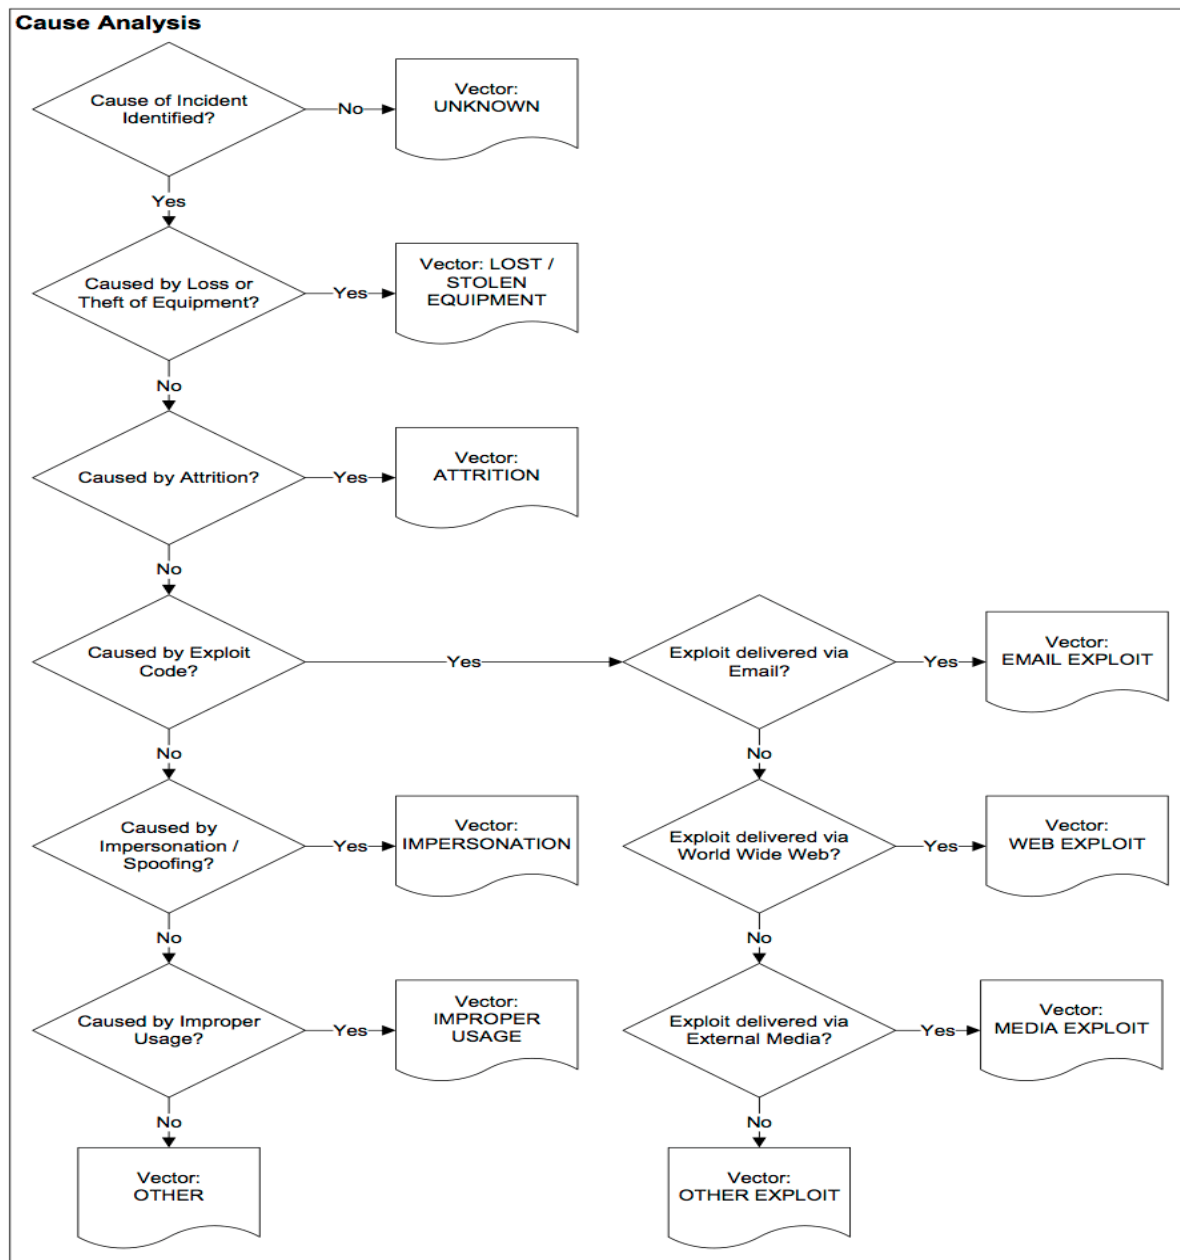 Cause Analysis
Cause of Incident
Identified?
No
Vector:
UNKNOWN
Yes
Caused by Loss or
Theft of Equipment?
Yes
Vector: LOST /
STOLEN
EQUIPMENT
No
Caused by Attrition?
Yes
Vector:
ATTRITION
No
Caused by Exploit
Code?
Yes
Exploit delivered via
Email?
Yes
Vector:
EMAIL EXPLOIT
No
No
Caused by
Impersonation /
Spoofing?
Yes
Vector:
IMPERSONATION
Exploit delivered via
World Wide Web?
Yes
Vector:
WEB EXPLOIT
No
No
Caused by Improper
Usage?
Yes
Vector:
IMPROPER
USAGE
Exploit delivered via
External Media?
Yes
Vector:
MEDIA EXPLOIT
No
No
Vector:
OTHER
Vector:
OTHER EXPLOIT